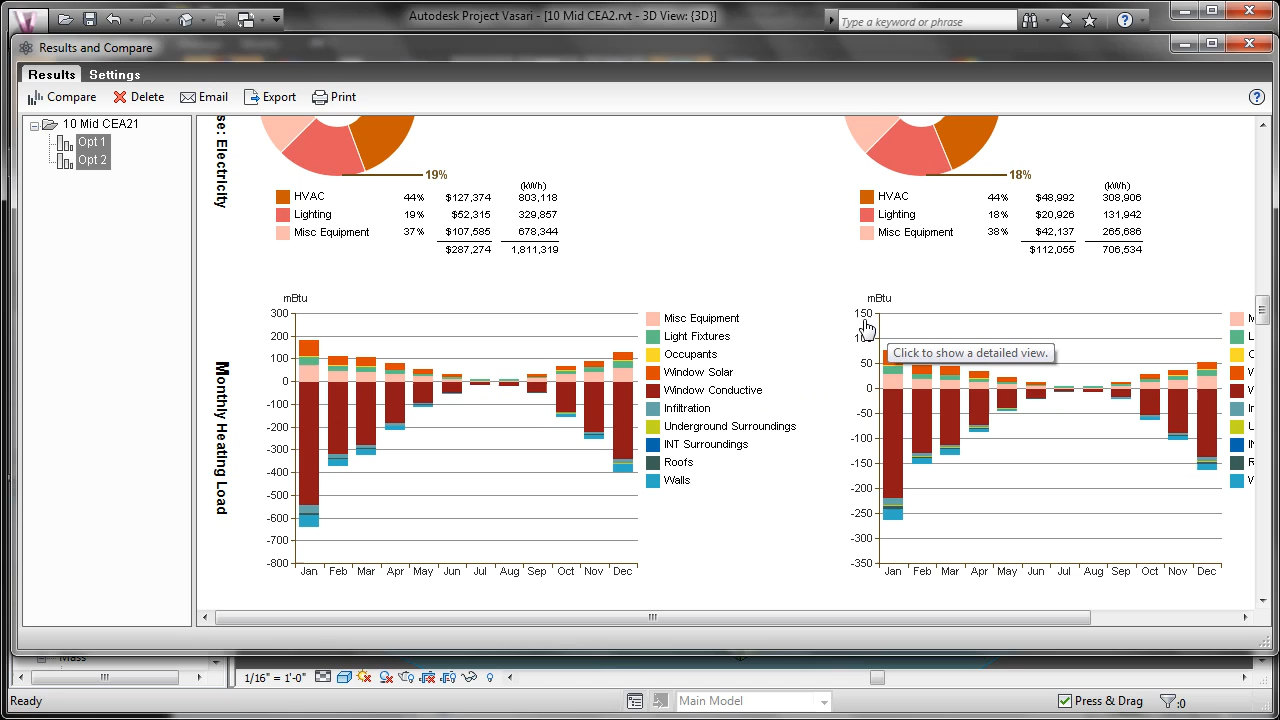 Autodesk Project Vasari - [10 Mid CEA2.rvt - 3D View: {3D}]
Type a keyword or phrase
Results and Compare
Results Settings
Compare Delete Email Export Print
10 Mid CEA21
Opt 1
Opt 2
se: Electricity
19%
(kWh)
HVAC 44% $127,374 803,118
Lighting 19% $52,315 329,857
Misc Equipment 37% $107,585 678,344
$287,274 1,811,319
18%
(kWh)
HVAC 44% $48,992 308,906
Lighting 18% $20,926 131,942
Misc Equipment 38% $42,137 265,686
$112,055 706,534
Monthly Heating Load
mBtu
300
200
100
0
-100
-200
-300
-400
-500
-600
-700
-800
Jan Feb Mar Apr May Jun Jul Aug Sep Oct Nov Dec
Misc Equipment
Light Fixtures
Occupants
Window Solar
Window Conductive
Infiltration
Underground Surroundings
INT Surroundings
Roofs
Walls
mBtu
150
50
0
-50
-100
-150
-200
-250
-300
-350
Jan Feb Mar Apr May Jun Jul Aug Sep Oct Nov Dec
Click to show a detailed view.
Mass
1/16" = 1'-0"
Ready
Main Model
Press & Drag
:0